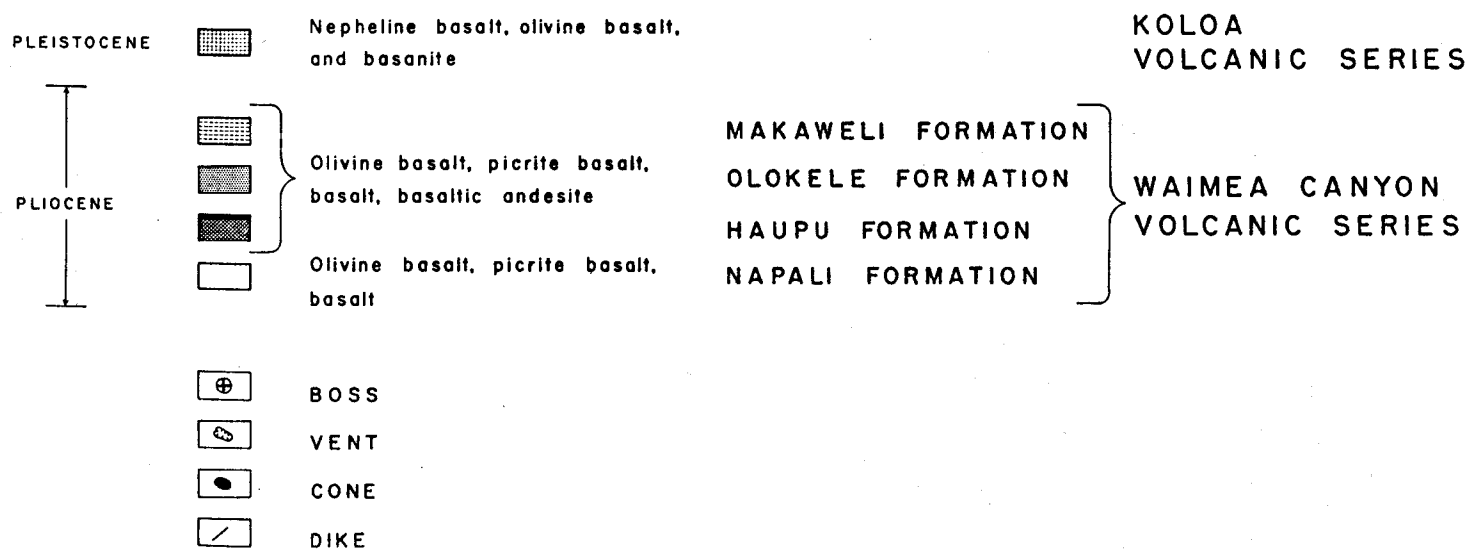 PLEISTOCENE
Nepheline basalt, olivine basalt,
and basanite
KOLOA
VOLCANIC SERIES
PLIOCENE
Olivine basalt, picrite basalt,
basalt, basaltic andesite
MAKAWELI FORMATION
OLOKELE FORMATION
HAUPU FORMATION
Olivine basalt, picrite basalt,
basalt
NAPALI FORMATION
WAIMEA CANYON
VOLCANIC SERIES
BOSS
VENT
CONE
DIKE